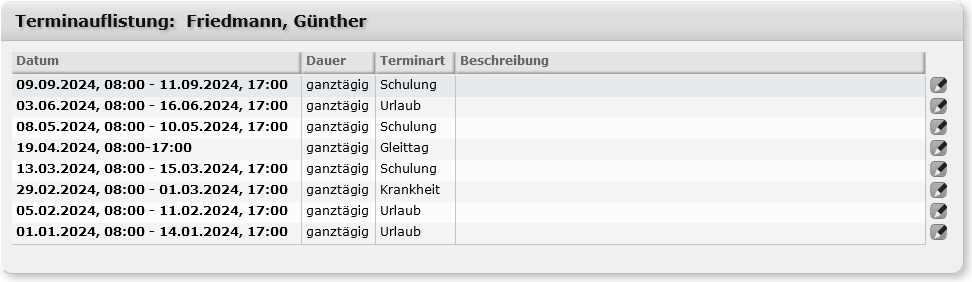 Terminauflistung: Friedmann, Günther
Datum Dauer Terminart Beschreibung
09.09.2024, 08:00 - 11.09.2024, 17:00 ganztägig Schulung
03.06.2024, 08:00 - 16.06.2024, 17:00 ganztägig Urlaub
08.05.2024, 08:00 - 10.05.2024, 17:00 ganztägig Schulung
19.04.2024, 08:00-17:00 ganztägig Gleittag
13.03.2024, 08:00 - 15.03.2024, 17:00 ganztägig Schulung
29.02.2024, 08:00 - 01.03.2024, 17:00 ganztägig Krankheit
05.02.2024, 08:00 - 11.02.2024, 17:00 ganztägig Urlaub
01.01.2024, 08:00 - 14.01.2024, 17:00 ganztägig Urlaub